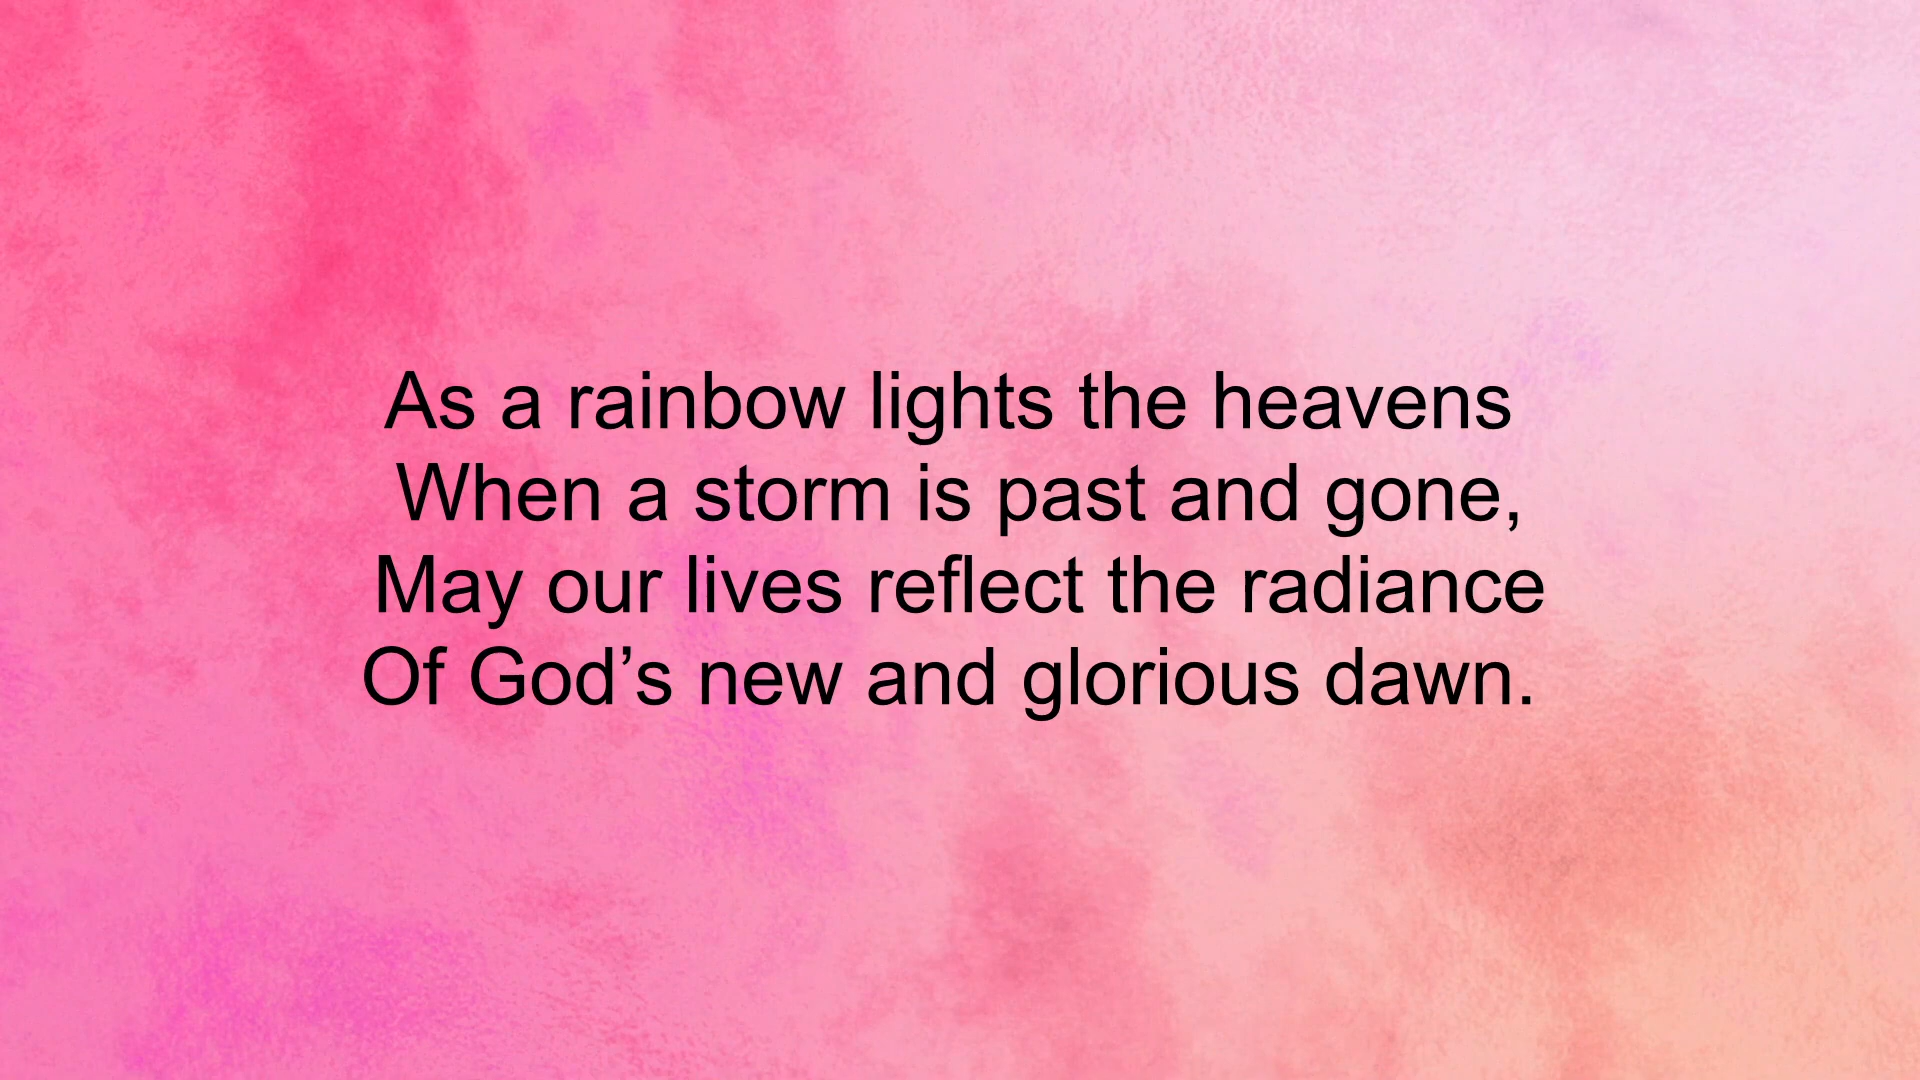 As a rainbow lights the heavens
When a storm is past and gone,
May our lives reflect the radiance
Of God’s new and glorious dawn.